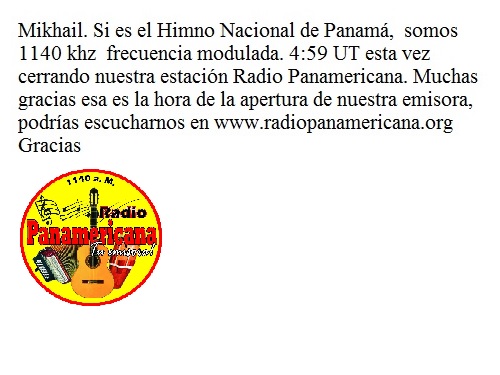 Mikhail. Si es el Himno Nacional de Panamá, somos
1140 khz frecuencia modulada. 4:59 UT esta vez
cerrando nuestra estación Radio Panamericana. Muchas
gracias esa es la hora de la apertura de nuestra emisora,
podrías escucharnos en www.radiopanamericana.org
Gracias
1140 a. M.
Radio
Panamericana
Tu emisora!